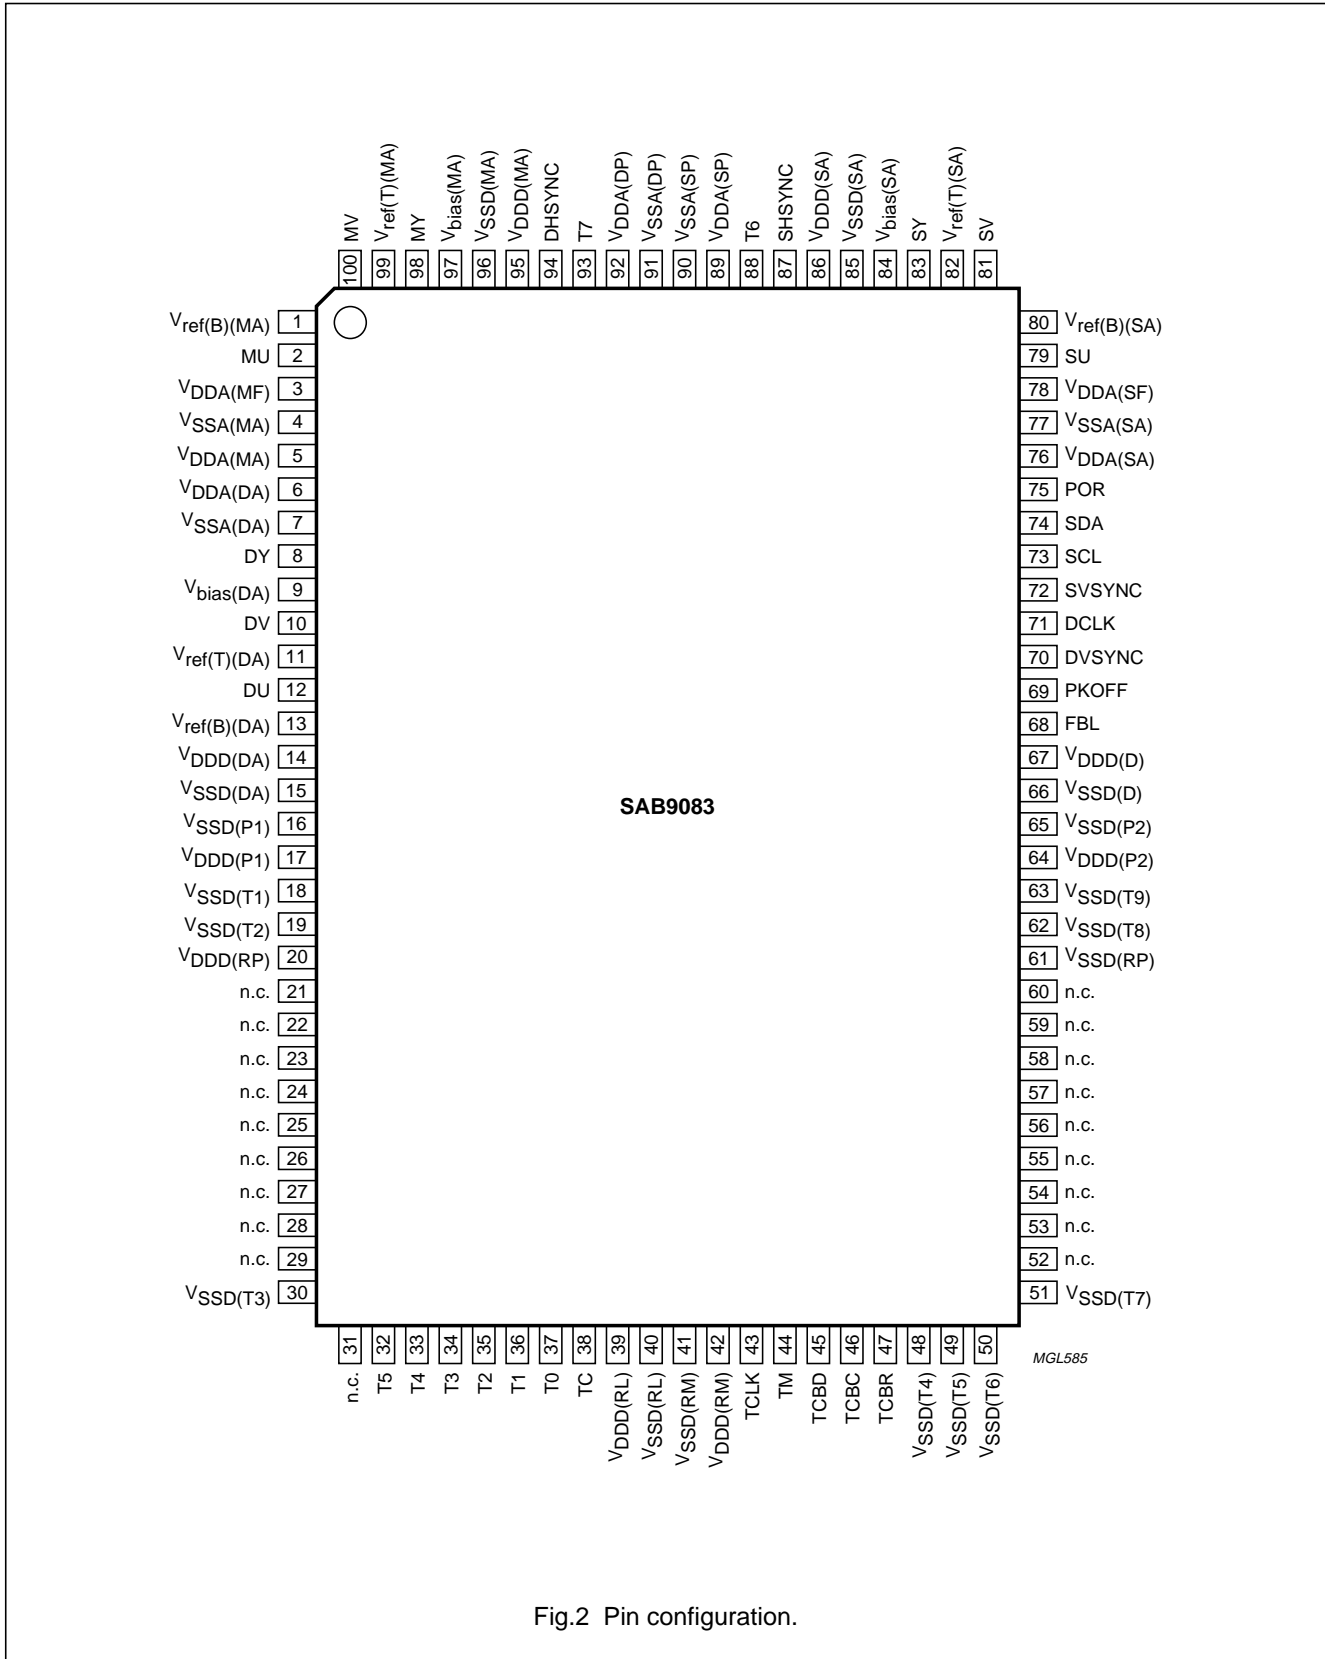 MV
Vref(T)(MA)
MY
Vbias(MA)
VSSD(MA)
VDDD(MA)
DHSYNC
T7
VDDA(DP)
VSSA(DP)
VSSA(SP)
VDDA(SP)
T6
SHSYNC
VDDD(SA)
VSSD(SA)
Vbias(SA)
SY
Vref(T)(SA)
SV
100
99
98
97
96
95
94
93
92
91
90
89
88
87
86
85
84
83
82
81
Vref(B)(MA) 1
MU 2
VDDA(MF) 3
VSSA(MA) 4
VDDA(MA) 5
VDDA(DA) 6
VSSA(DA) 7
DY 8
Vbias(DA) 9
DV 10
Vref(T)(DA) 11
DU 12
Vref(B)(DA) 13
VDDD(DA) 14
VSSD(DA) 15
VSSD(P1) 16
VDDD(P1) 17
VSSD(T1) 18
VSSD(T2) 19
VDDD(RP) 20
n.c. 21
n.c. 22
n.c. 23
n.c. 24
n.c. 25
n.c. 26
n.c. 27
n.c. 28
n.c. 29
VSSD(T3) 30
SAB9083
80 Vref(B)(SA)
79 SU
78 VDDA(SF)
77 VSSA(SA)
76 VDDA(SA)
75 POR
74 SDA
73 SCL
72 SVSYNC
71 DCLK
70 DVSYNC
69 PKOFF
68 FBL
67 VDDD(D)
66 VSSD(D)
65 VSSD(P2)
64 VDDD(P2)
63 VSSD(T9)
62 VSSD(T8)
61 VSSD(RP)
60 n.c.
59 n.c.
58 n.c.
57 n.c.
56 n.c.
55 n.c.
54 n.c.
53 n.c.
52 n.c.
51 VSSD(T7)
31
32
33
34
35
36
37
38
39
40
41
42
43
44
45
46
47
48
49
50
n.c.
T5
T4
T3
T2
T1
T0
TC
VDDD(RL)
VSSD(RL)
VSSD(RM)
VDDD(RM)
TCLK
TM
TCBD
TCBC
TCBR
VSSD(T4)
VSSD(T5)
VSSD(T6)
MGL585
Fig.2 Pin configuration.